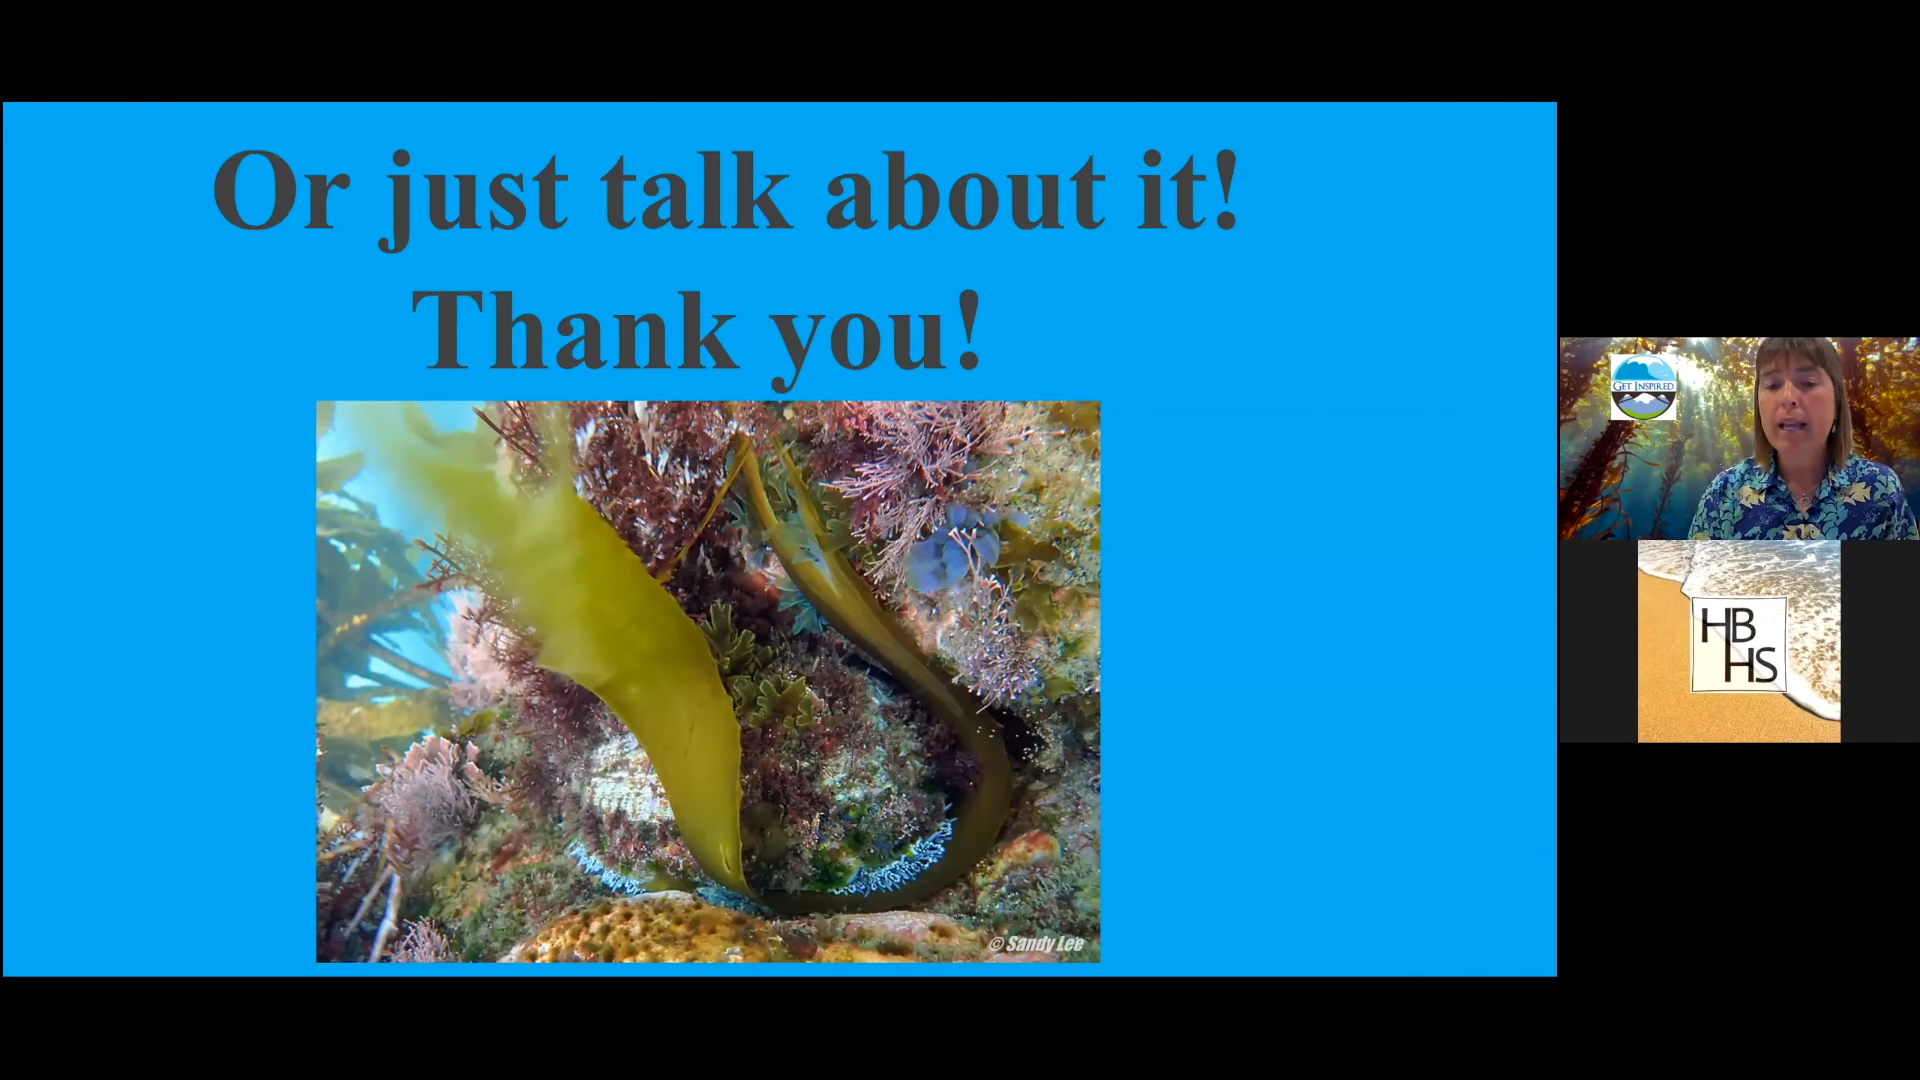 Or just talk about it!
Thank you!
© Sandy Lee
GET INSPIRED
HB
HS